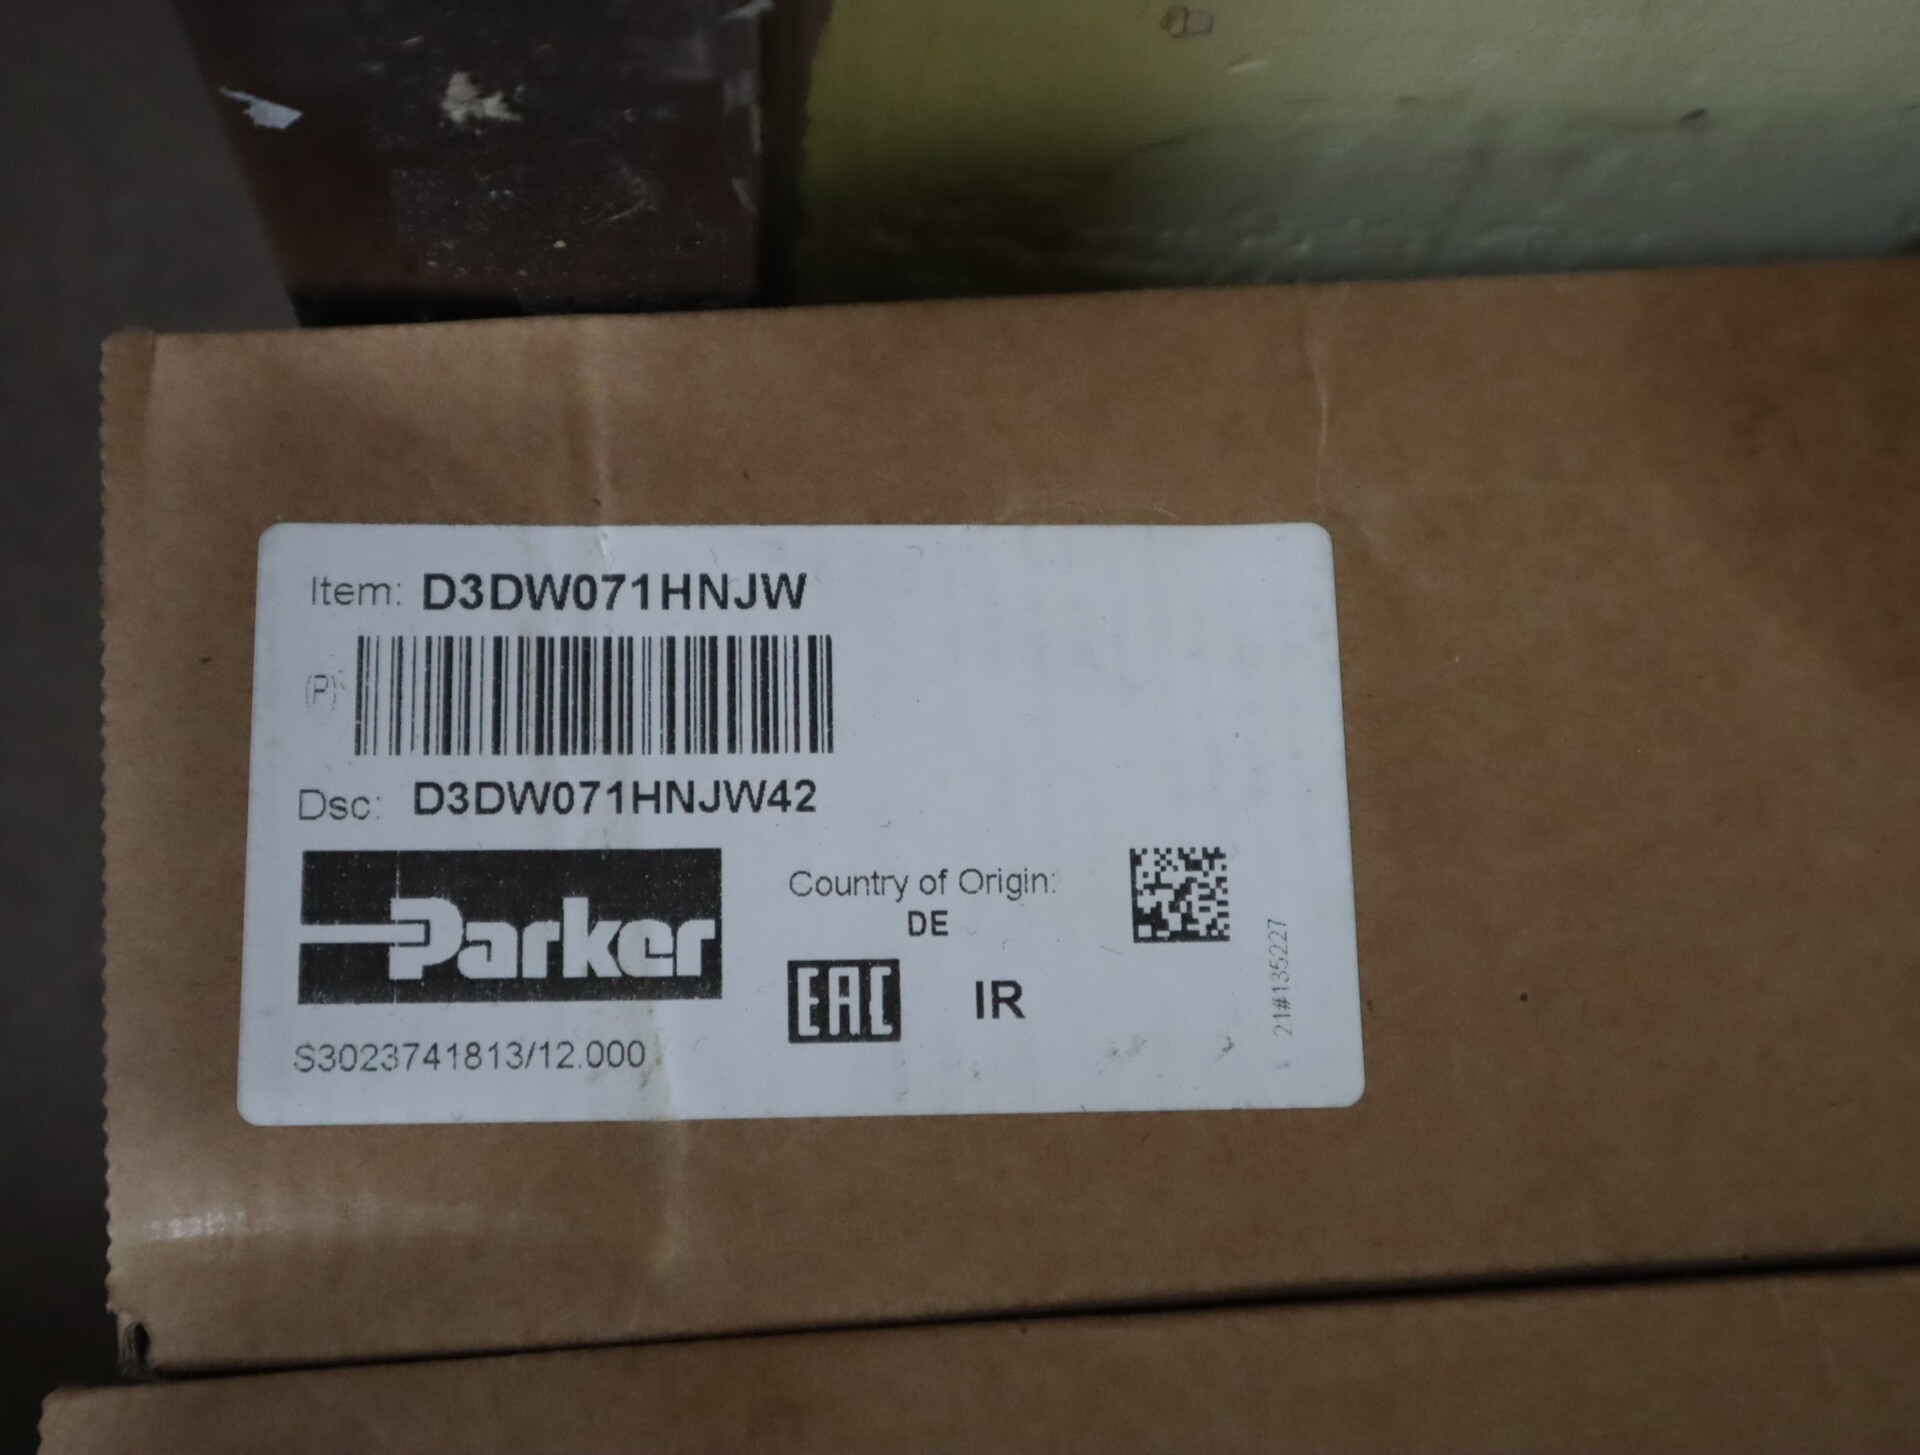 Item: D3DW071HNJW
(P)
Dsc: D3DW071HNJW42
Parker
Country of Origin:
DE
EAC
IR
21#135227
S3023741813/12.000